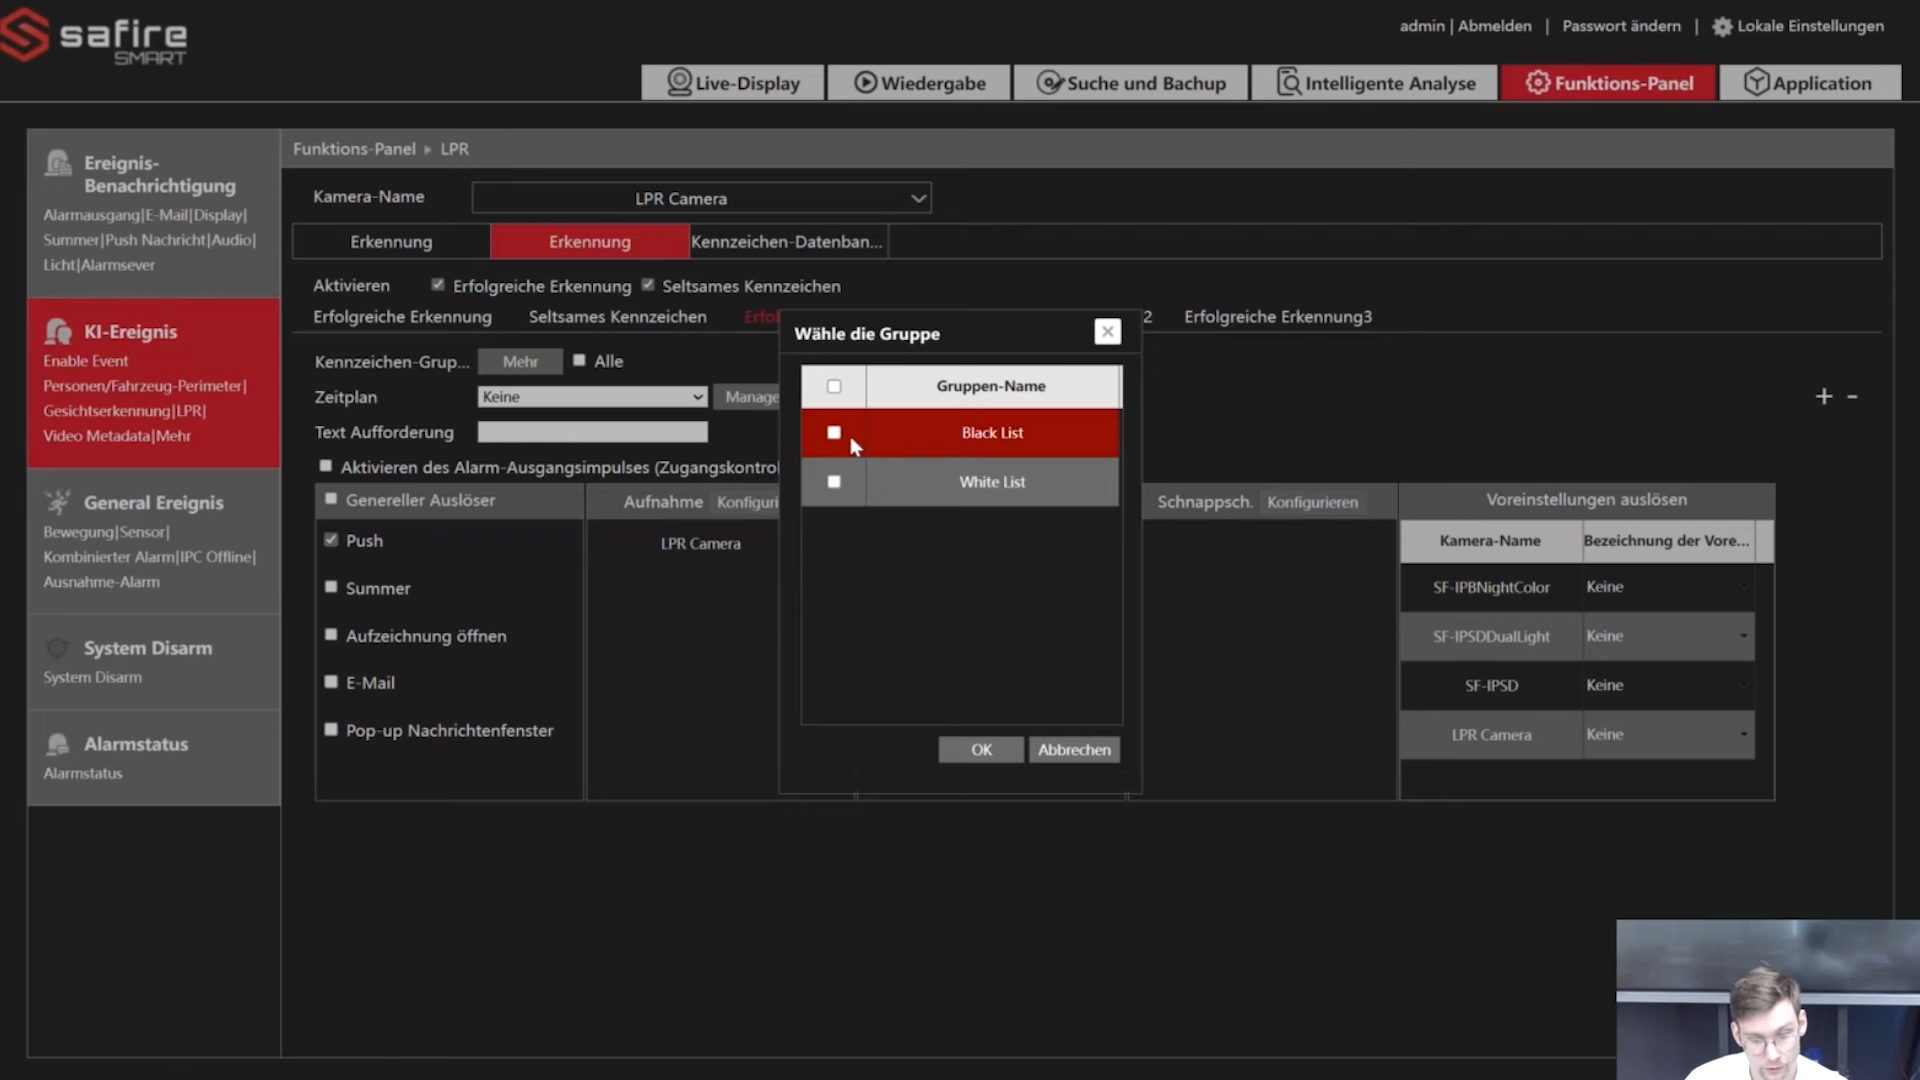 safire
SMART
admin | Abmelden | Passwort ändern | Lokale Einstellungen
Live-Display
Wiedergabe
Suche und Bachup
Intelligente Analyse
Funktions-Panel
Application
Ereignis-
Benachrichtigung
Alarmausgang|E-Mail|Display|
Summer|Push Nachricht|Audio|
Licht|Alarmsever
KI-Ereignis
Enable Event
Personen/Fahrzeug-Perimeter|
Gesichtserkennung|LPR|
Video Metadata|Mehr
General Ereignis
Bewegung|Sensor|
Kombinierter Alarm|IPC Offline|
Ausnahme-Alarm
System Disarm
System Disarm
Alarmstatus
Alarmstatus
Funktions-Panel ▸ LPR
Kamera-Name
LPR Camera
Erkennung
Erkennung
Kennzeichen-Datenban...
Aktivieren
Erfolgreiche Erkennung
Seltsames Kennzeichen
Erfolgreiche Erkennung
Seltsames Kennzeichen
Erfol
2
Erfolgreiche Erkennung3
Kennzeichen-Grup...
Mehr
Alle
Zeitplan
Keine
Manage
+ -
Text Aufforderung
Aktivieren des Alarm-Ausgangsimpulses (Zugangskontrol
Genereller Auslöser
Push
Summer
Aufzeichnung öffnen
E-Mail
Pop-up Nachrichtenfenster
Aufnahme
Konfiguri
LPR Camera
Wähle die Gruppe
Gruppen-Name
Black List
White List
OK
Abbrechen
Schnappsch.
Konfigurieren
Voreinstellungen auslösen
Kamera-Name
Bezeichnung der Vore...
SF-IPBNightColor
Keine
SF-IPSDDualLight
Keine
SF-IPSD
Keine
LPR Camera
Keine